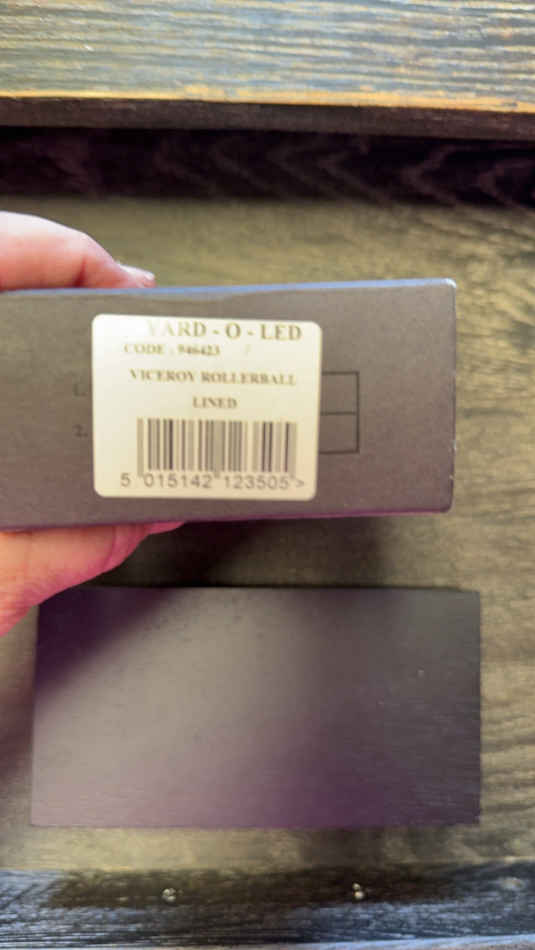 YARD - O - LED
CODE : 946423 /
VICEROY ROLLERBALL
LINED
1.
2.
5 015142 123505 >